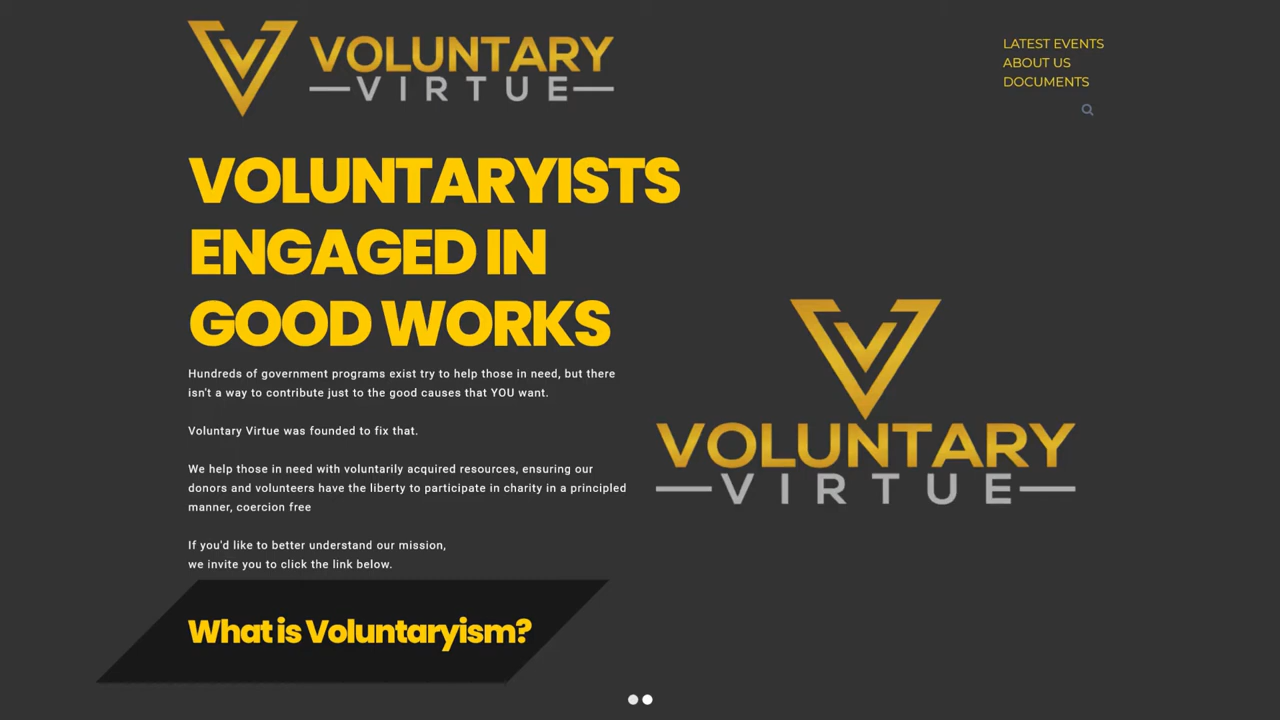 VOLUNTARY
VIRTUE
LATEST EVENTS
ABOUT US
DOCUMENTS
VOLUNTARYISTS
ENGAGED IN
GOOD WORKS
Hundreds of government programs exist try to help those in need, but there
isn't a way to contribute just to the good causes that YOU want.
Voluntary Virtue was founded to fix that.
We help those in need with voluntarily acquired resources, ensuring our
donors and volunteers have the liberty to participate in charity in a principled
manner, coercion free
If you'd like to better understand our mission,
we invite you to click the link below.
What is Voluntaryism?
VOLUNTARY
VIRTUE